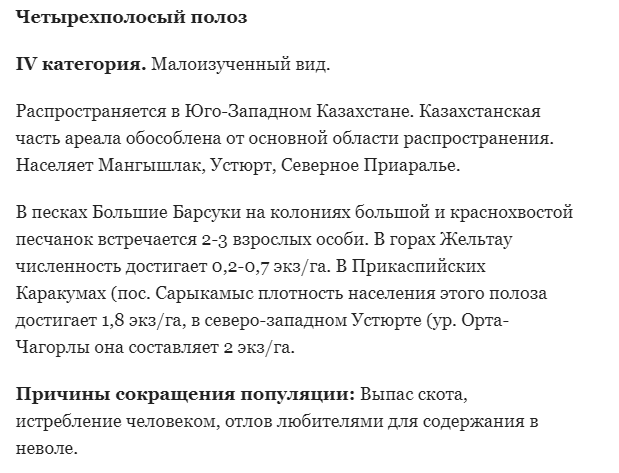 Четырехполосый полоз
IV категория. Малоизученный вид.
Распространяется в Юго-Западном Казахстане. Казахстанская
часть ареала обособлена от основной области распространения.
Населяет Мангышлак, Устюрт, Северное Приаралье.
В песках Большие Барсуки на колониях большой и краснохвостой
песчанок встречается 2-3 взрослых особи. В горах Жельтау
численность достигает 0,2-0,7 экз/га. В Прикаспийских
Каракумах (пос. Сарыкамыс плотность населения этого полоза
достигает 1,8 экз/га, в северо-западном Устюрте (ур. Орта-
Чагорлы она составляет 2 экз/га.
Причины сокращения популяции: Выпас скота,
истребление человеком, отлов любителями для содержания в
неволе.